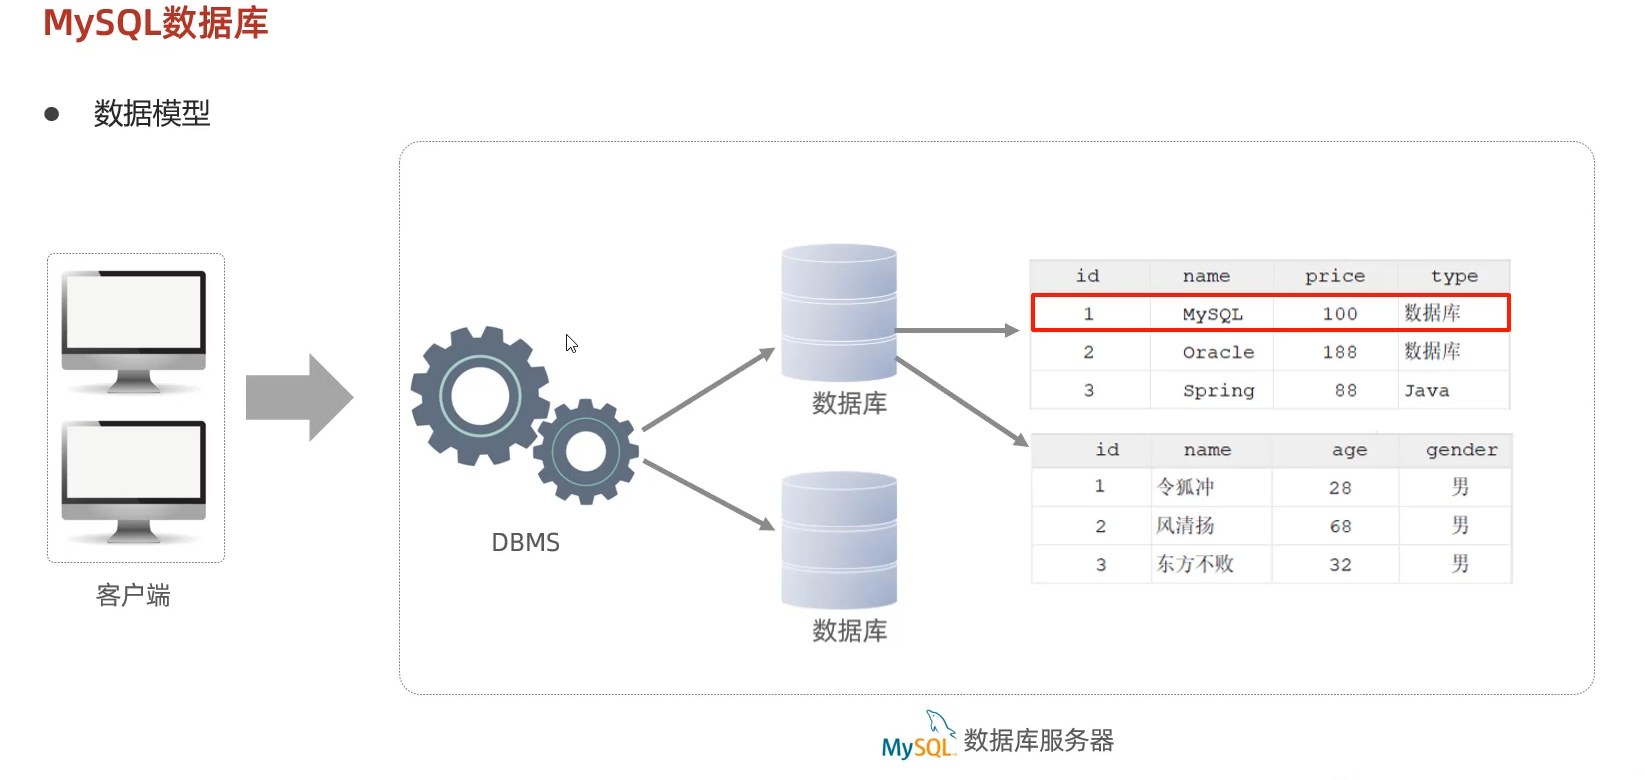 MySQL数据库
● 数据模型
客户端
DBMS
数据库
数据库
id name price type
1 MySQL 100 数据库
2 Oracle 188 数据库
3 Spring 88 Java
id name age gender
1 令狐冲 28 男
2 风清扬 68 男
3 东方不败 32 男
MySQL 数据库服务器